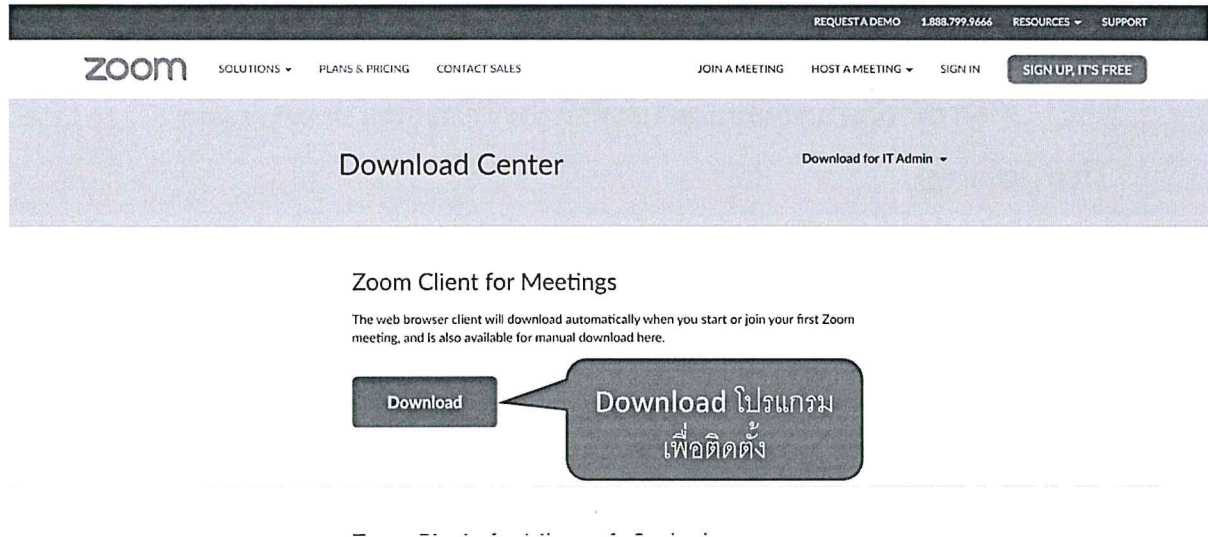 REQUEST A DEMO 1.888.799.9666 RESOURCES SUPPORT
zoom SOLUTIONS PLANS & PRICING CONTACT SALES JOIN A MEETING HOST A MEETING SIGN IN SIGN UP, IT'S FREE
Download Center Download for IT Admin
Zoom Client for Meetings
The web browser client will download automatically when you start or join your first Zoom
meeting, and is also available for manual download here.
Download
Download โปรแกรม
เพื่อติดตั้ง